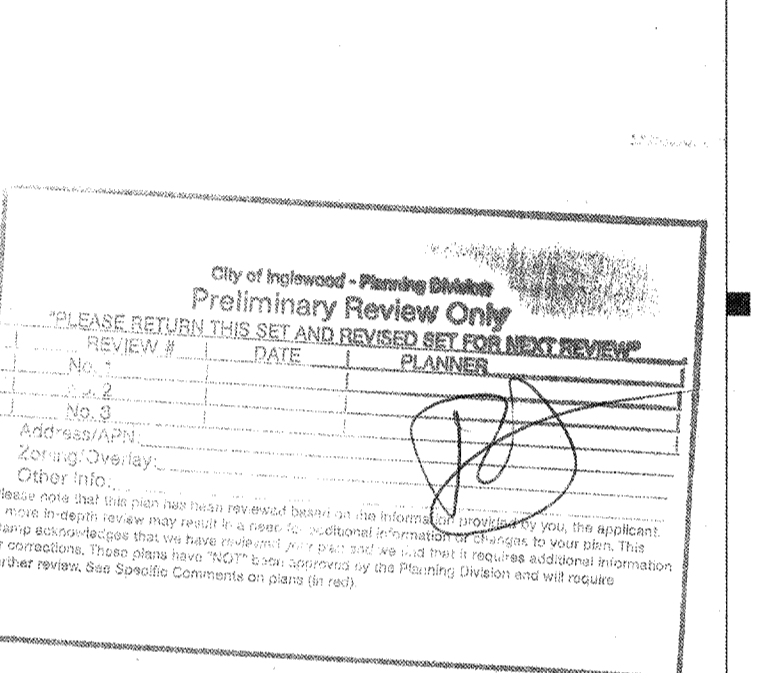 City of Inglewood - Planning Division
Preliminary Review Only
"PLEASE RETURN THIS SET AND REVISED SET FOR NEXT REVIEW"
REVIEW # DATE PLANNER
No. 1
No. 2
No. 3
Address/APN:
Zoning/Overlay:
Other Info:
lease note that this plan has been reviewed based on the information provided by you, the applicant.
more in-depth review may result in a need for additional information or changes to your plan. This
tamp acknowledges that we have reviewed your plan and we find that it requires additional information
r corrections. These plans have "NOT" been approved by the Planning Division and will require
rther review. See Specific Comments on plans (in red).